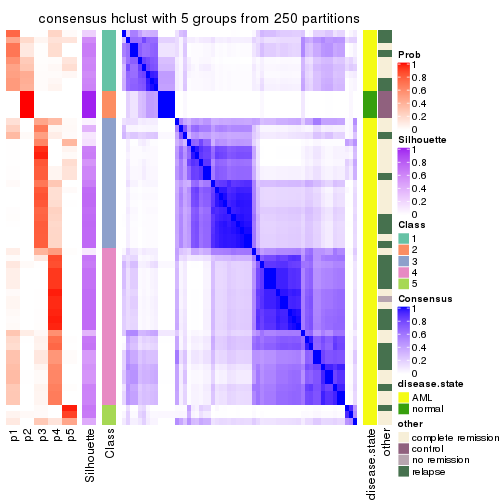 consensus hclust with 5 groups from 250 partitions
p1
p2
p3
p4
p5
Silhouette
Class
disease.state
other
Prob
1
0.8
0.6
0.4
0.2
0
Silhouette
1
0.8
0.6
0.4
0.2
0
Class
1
2
3
4
5
Consensus
1
0.8
0.6
0.4
0.2
0
disease.state
AML
normal
other
complete remission
control
no remission
relapse